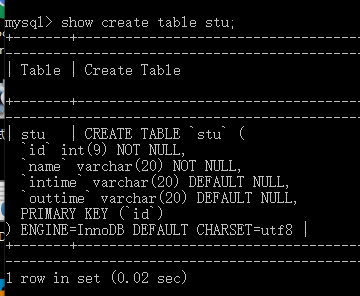 mysql> show create table stu;
+-------+--------------------------------
| Table | Create Table
+-------+--------------------------------
| stu   | CREATE TABLE `stu` (
  `id` int(9) NOT NULL,
  `name` varchar(20) NOT NULL,
  `intime` varchar(20) DEFAULT NULL,
  `outtime` varchar(20) DEFAULT NULL,
  PRIMARY KEY (`id`)
) ENGINE=InnoDB DEFAULT CHARSET=utf8 |
+-------+--------------------------------
1 row in set (0.02 sec)